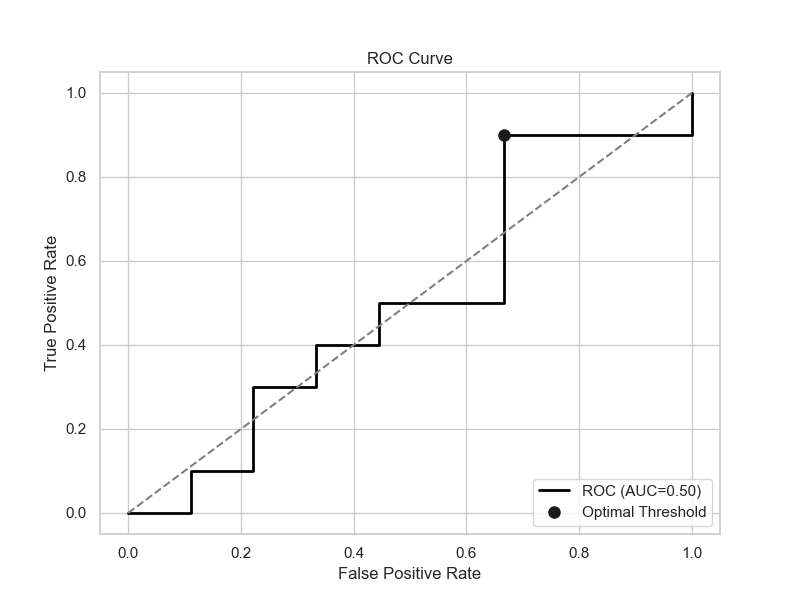 ROC Curve
True Positive Rate
1.0
0.8
0.6
0.4
0.2
0.0
ROC (AUC=0.50)
Optimal Threshold
0.0 0.2 0.4 0.6 0.8 1.0
False Positive Rate